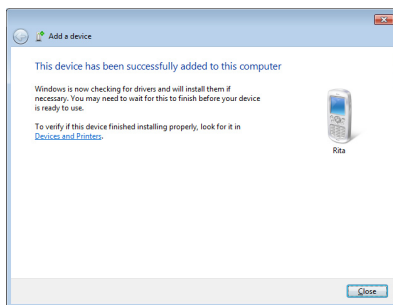 Add a device
This device has been successfully added to this computer
Windows is now checking for drivers and will install them if
necessary. You may need to wait for this to finish before your device
is ready to use.
To verify if this device finished installing properly, look for it in
Devices and Printers.
Rita
Close